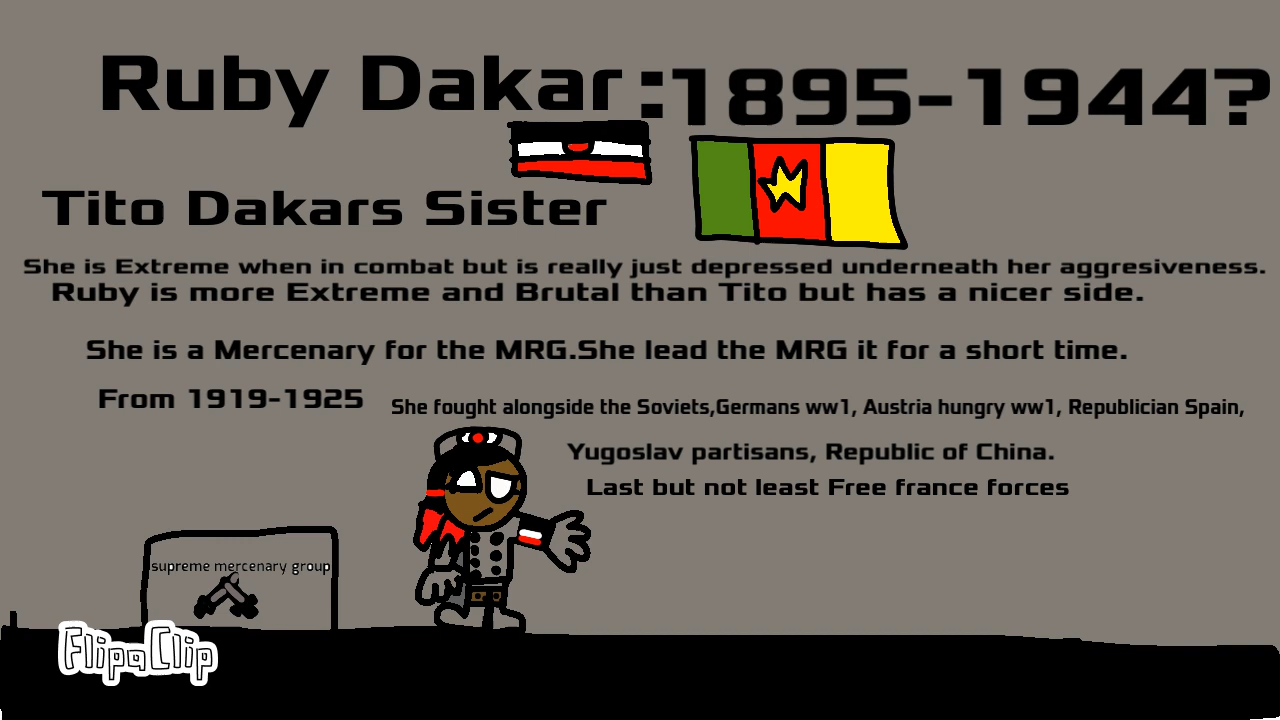 Ruby Dakar :1895-1944?
Tito Dakars Sister
She is Extreme when in combat but is really just depressed underneath her aggresiveness.
Ruby is more Extreme and Brutal than Tito but has a nicer side.
She is a Mercenary for the MRG.She lead the MRG it for a short time.
From 1919-1925
She fought alongside the Soviets,Germans ww1, Austria hungry ww1, Republician Spain,
Yugoslav partisans, Republic of China.
Last but not least Free france forces
supreme mercenary group
FlipaClip